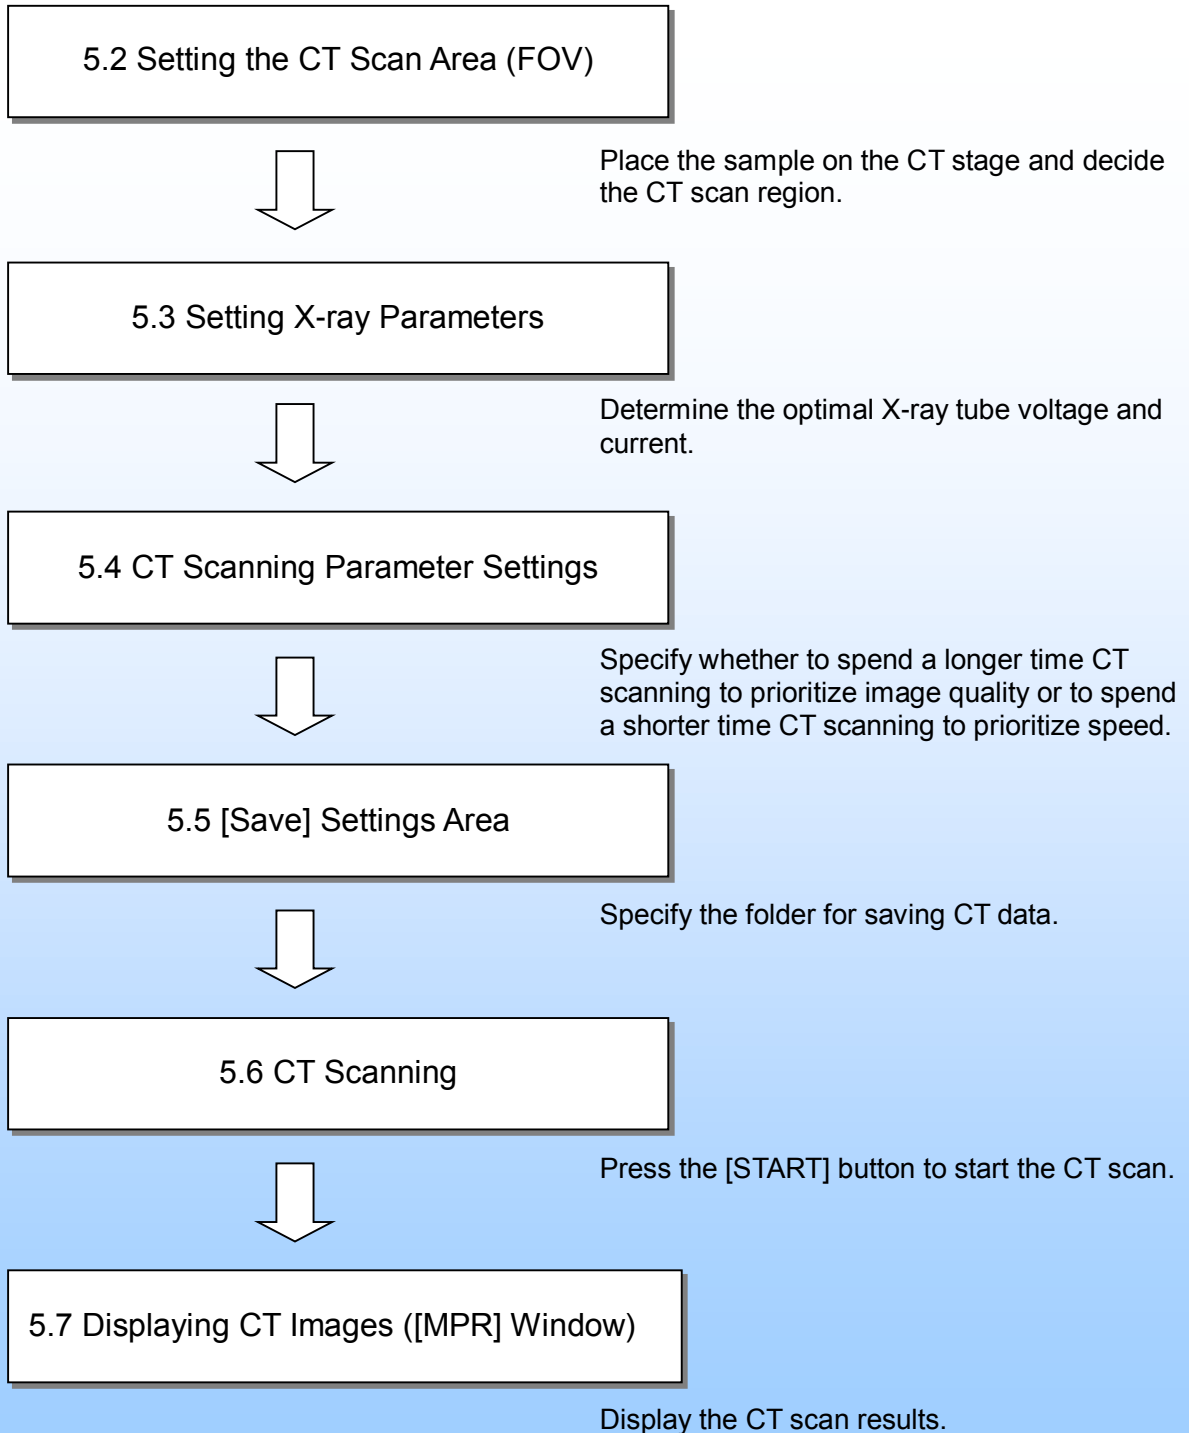 5.2 Setting the CT Scan Area (FOV)
Place the sample on the CT stage and decide
the CT scan region.
5.3 Setting X-ray Parameters
Determine the optimal X-ray tube voltage and
current.
5.4 CT Scanning Parameter Settings
Specify whether to spend a longer time CT
scanning to prioritize image quality or to spend
a shorter time CT scanning to prioritize speed.
5.5 [Save] Settings Area
Specify the folder for saving CT data.
5.6 CT Scanning
Press the [START] button to start the CT scan.
5.7 Displaying CT Images ([MPR] Window)
Display the CT scan results.